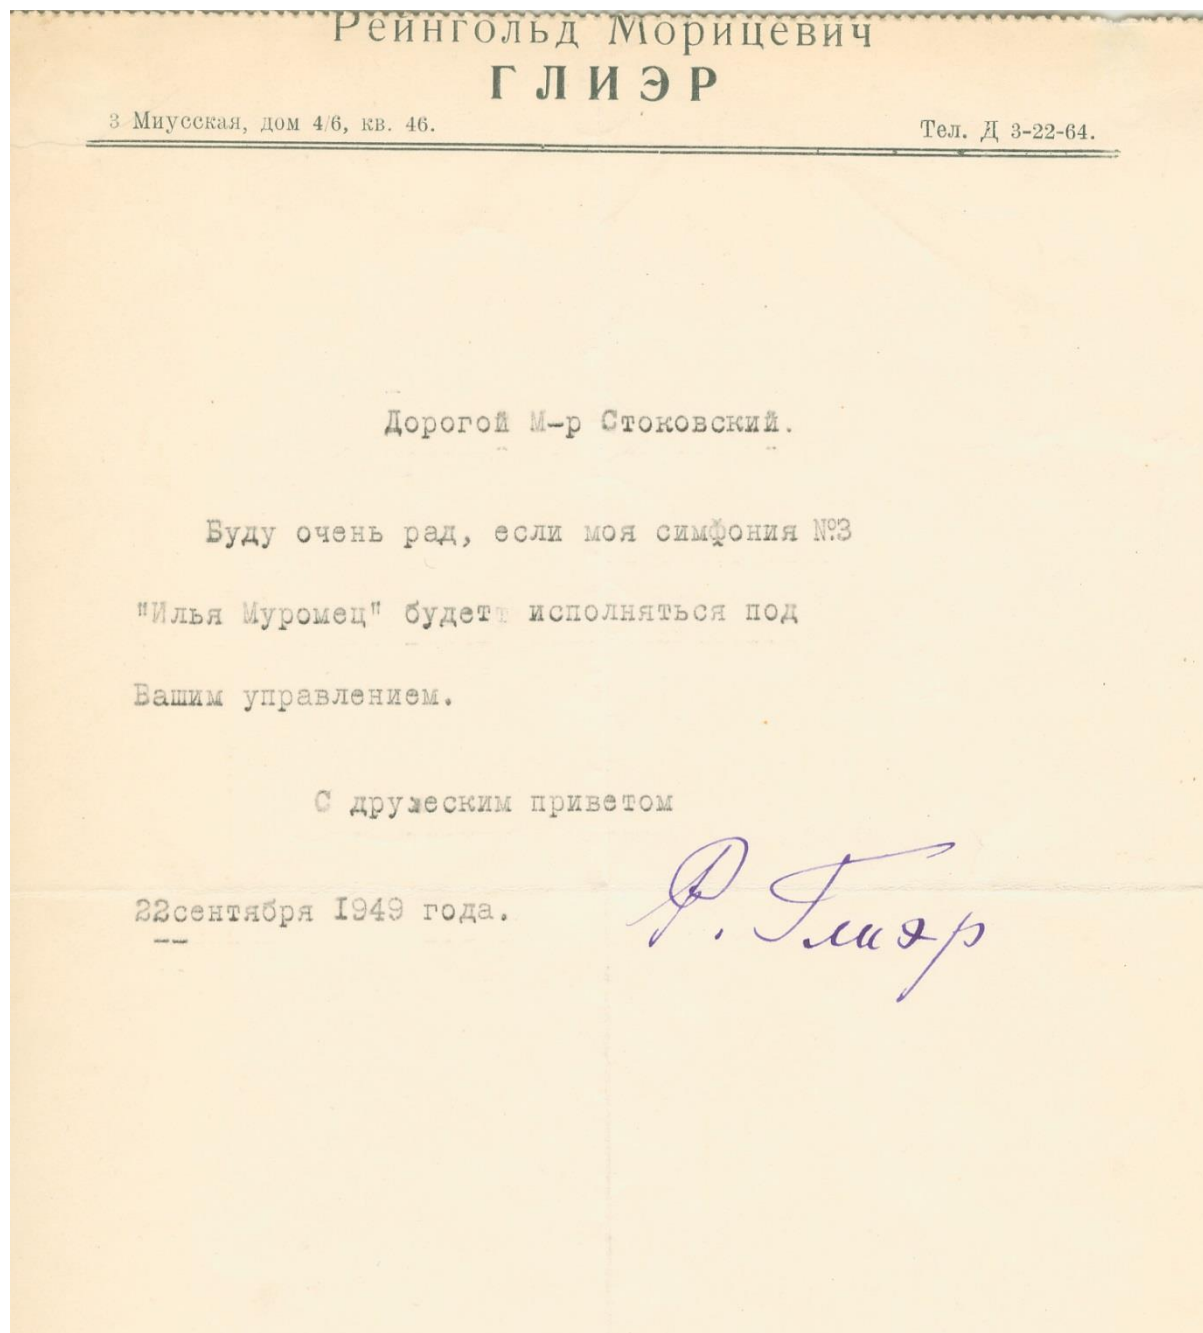 Рейнгольд Морицевич
ГЛИЭР
3 Миусская, дом 4/6, кв. 46.
Тел. Д 3-22-64.
Дорогой М-р Стоковский.
Буду очень рад, если моя симфония №3
"Илья Муромец" будетт исполняться под
Вашим управлением.
С дружеским приветом
22сентября 1949 года.
Р. Глиэр